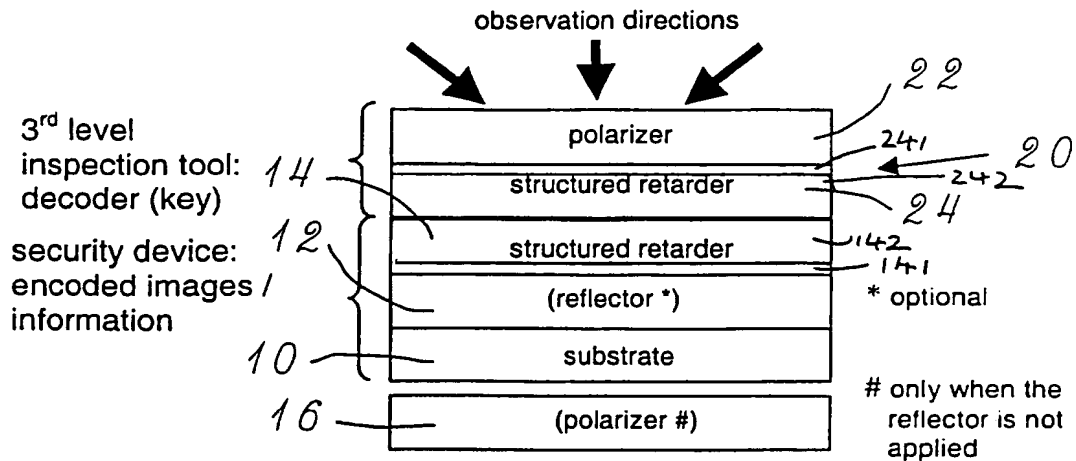 observation directions
22
3rd level
inspection tool:
decoder (key)
14
polarizer
241
20
structured retarder
242
24
security device:
encoded images /
information
12
structured retarder
142
141
(reflector *)
* optional
10
substrate
16
(polarizer #)
# only when the
reflector is not
applied